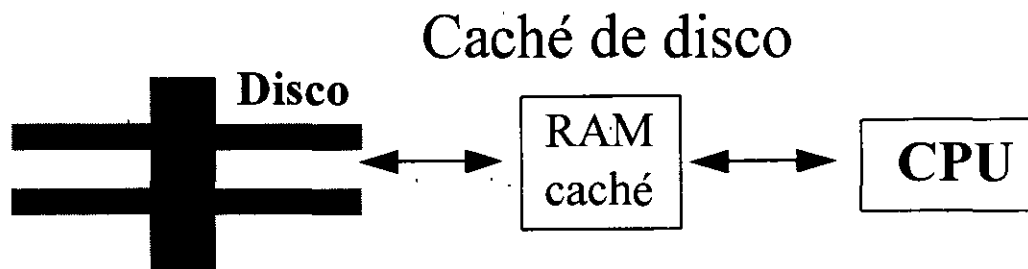 Caché de disco
Disco
RAM
caché
CPU